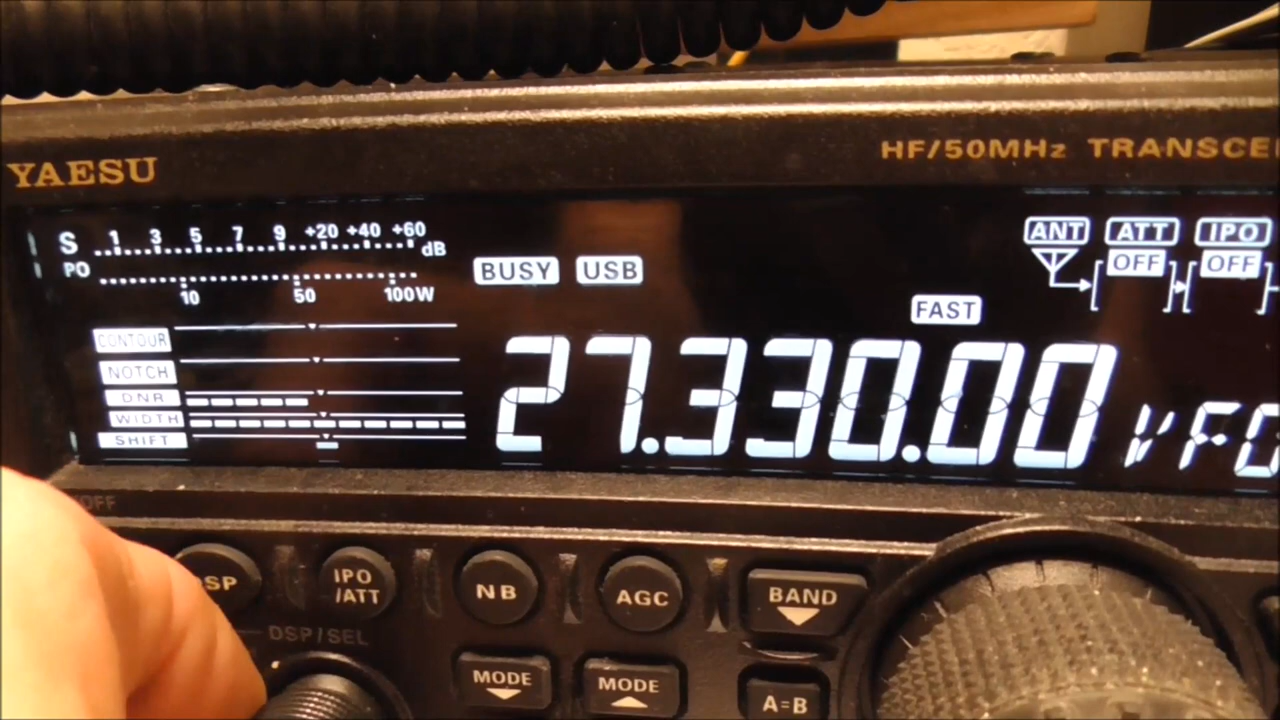 YAESU
HF/50MHz TRANSCE
S 1 3 5 7 9 +20 +40 +60 dB
PO 10 50 100W
BUSY USB
ANT ATT IPO
OFF OFF
FAST
CONTOUR
NOTCH
DNR
WIDTH
SHIFT
27.330.00 VFO
/OFF
DSP IPO/ATT NB AGC BAND
DSP/SEL
MODE MODE A=B